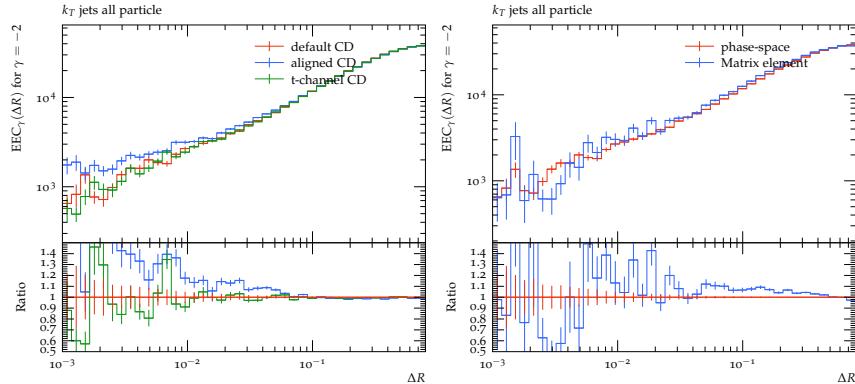 k_T jets all particle
EEC_γ(ΔR) for γ = −2
default CD
aligned CD
t-channel CD
10^4
10^3
Ratio
1.4
1.3
1.2
1.1
1
0.9
0.8
0.7
0.6
0.5
10^−3
10^−2
10^−1
ΔR
k_T jets all particle
EEC_γ(ΔR) for γ = −2
phase-space
Matrix element
10^4
10^3
Ratio
1.4
1.3
1.2
1.1
1
0.9
0.8
0.7
0.6
0.5
10^−3
10^−2
10^−1
ΔR